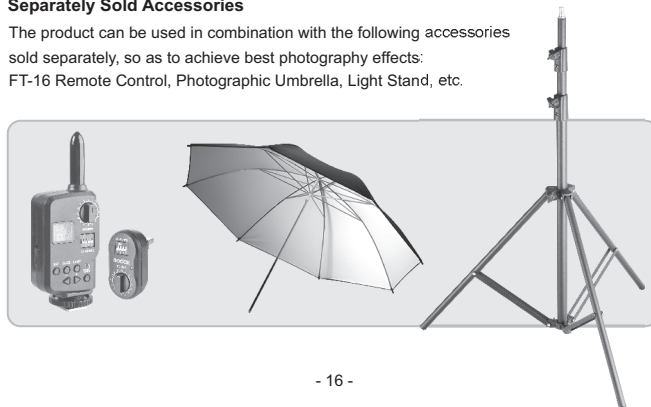 Separately Sold Accessories
The product can be used in combination with the following accessories
sold separately, so as to achieve best photography effects:
FT-16 Remote Control, Photographic Umbrella, Light Stand, etc.
GODOX
- 16 -